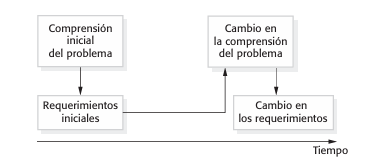 Comprensión
inicial
del problema
Cambio en
la comprensión
del problema
Requerimientos
iniciales
Cambio en
los requerimientos
Tiempo